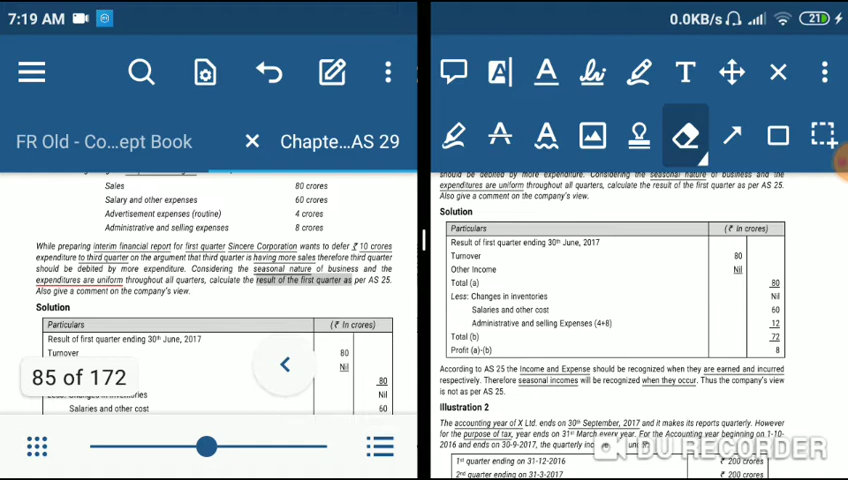 7:19 AM
0.0KB/s
21
FR Old - Co...ept Book
Chapte...AS 29
Sales 80 crores
Salary and other expenses 60 crores
Advertisement expenses (routine) 4 crores
Administrative and selling expenses 8 crores
While preparing interim financial report for first quarter Sincere Corporation wants to defer ₹ 10 crores
expenditure to third quarter on the argument that third quarter is having more sales therefore third quarter
should be debited by more expenditure. Considering the seasonal nature of business and the
expenditures are uniform throughout all quarters, calculate the result of the first quarter as per AS 25.
Also give a comment on the company's view.
Solution
Particulars (₹ In crores)
Result of first quarter ending 30th June, 2017
Turnover 80
Nil
80
Less: Changes in inventories Nil
Salaries and other cost 60
85 of 172
should be debited by more expenditure. Considering the seasonal nature of business and the
expenditures are uniform throughout all quarters, calculate the result of the first quarter as per AS 25.
Also give a comment on the company's view.
Solution
Particulars (₹ In crores)
Result of first quarter ending 30th June, 2017
Turnover 80
Other Income Nil
Total (a) 80
Less: Changes in inventories Nil
Salaries and other cost 60
Administrative and selling Expenses (4+8) 12
Total (b) 72
Profit (a)-(b) 8
According to AS 25 the Income and Expense should be recognized when they are earned and incurred
respectively. Therefore seasonal incomes will be recognized when they occur. Thus the company's view
is not as per AS 25.
Illustration 2
The accounting year of X Ltd. ends on 30th September, 2017 and it makes its reports quarterly. However
for the purpose of tax, year ends on 31st March every year. For the Accounting year beginning on 1-10-
2016 and ends on 30-9-2017, the quarterly
1st quarter ending on 31-12-2016 ₹ 200 crores
2nd quarter ending on 31-3-2017 ₹ 200 crores
DU RECORDER